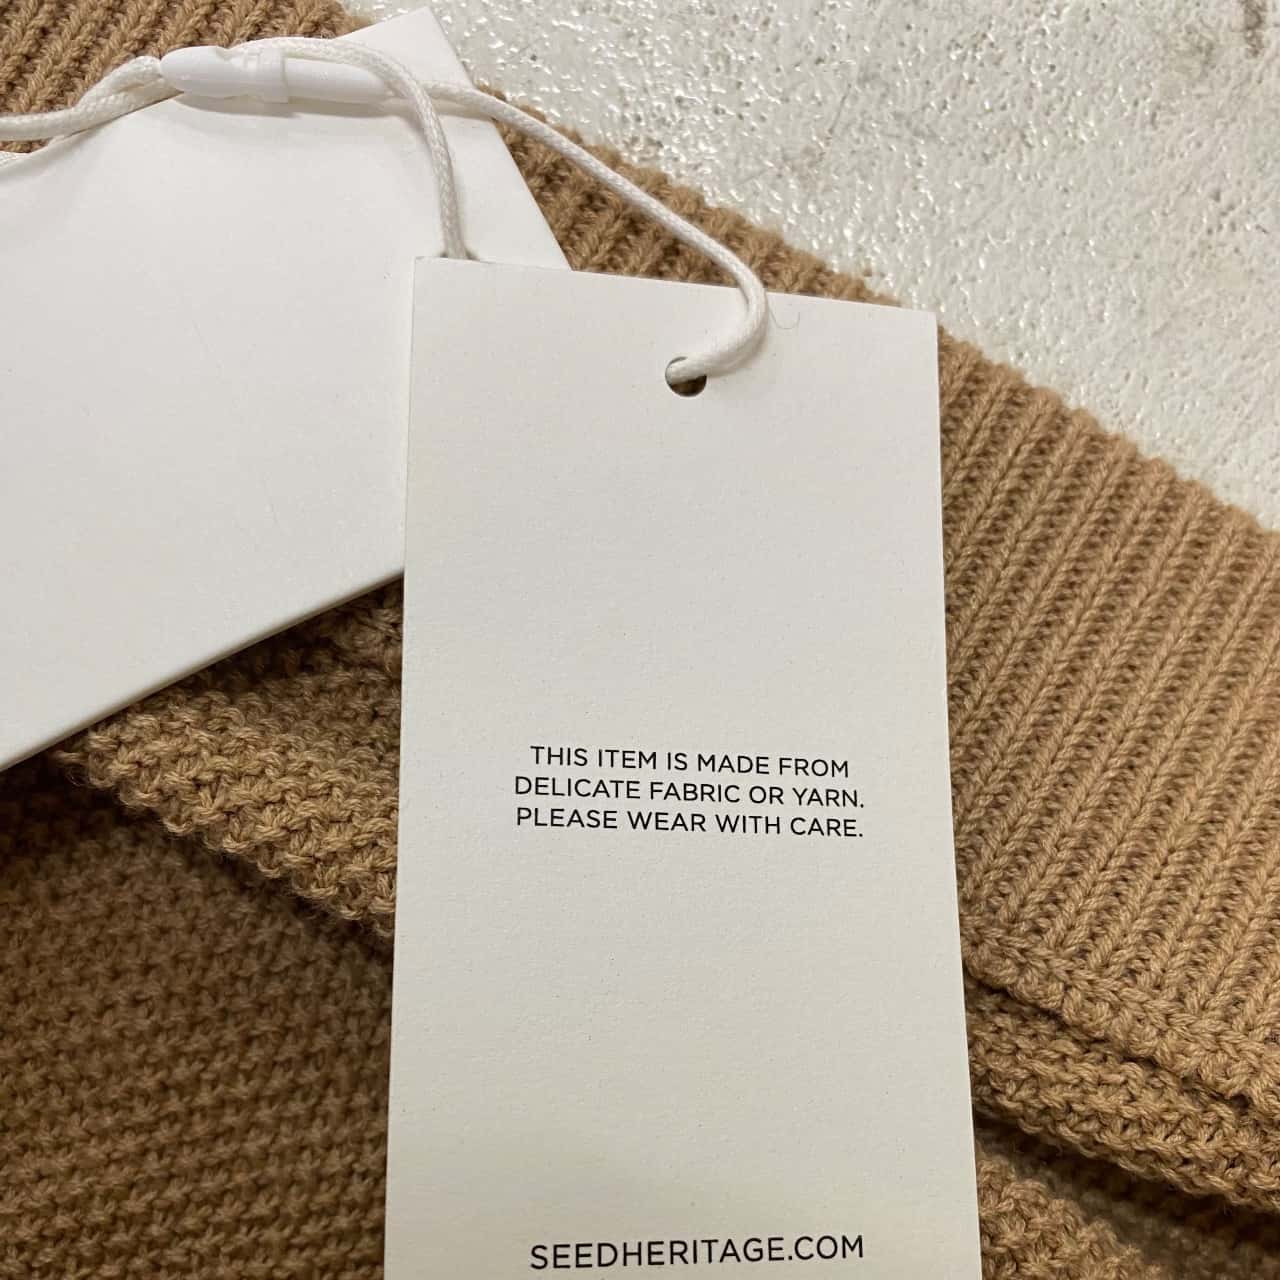 THIS ITEM IS MADE FROM
DELICATE FABRIC OR YARN.
PLEASE WEAR WITH CARE.
SEEDHERITAGE.COM